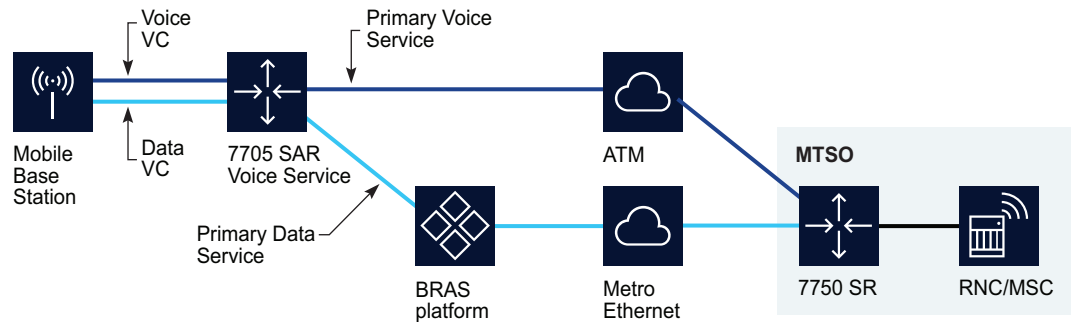 Voice
VC
Primary Voice
Service
Mobile
Base
Station
Data
VC
7705 SAR
Voice Service
ATM
MTSO
Primary Data
Service
BRAS
platform
Metro
Ethernet
7750 SR
RNC/MSC